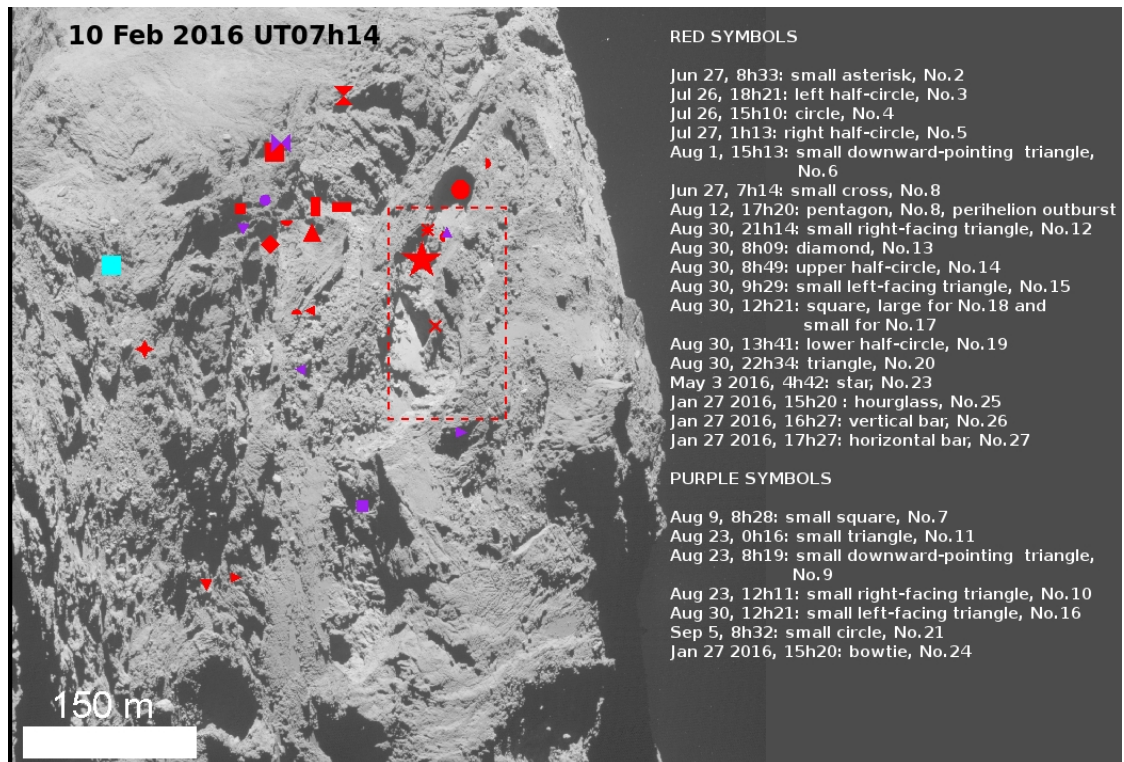 10 Feb 2016 UT07h14
RED SYMBOLS
Jun 27, 8h33: small asterisk, No.2
Jul 26, 18h21: left half-circle, No.3
Jul 26, 15h10: circle, No.4
Jul 27, 1h13: right half-circle, No.5
Aug 1, 15h13: small downward-pointing triangle,
No.6
Jun 27, 7h14: small cross, No.8
Aug 12, 17h20: pentagon, No.8, perihelion outburst
Aug 30, 21h14: small right-facing triangle, No.12
Aug 30, 8h09: diamond, No.13
Aug 30, 8h49: upper half-circle, No.14
Aug 30, 9h29: small left-facing triangle, No.15
Aug 30, 12h21: square, large for No.18 and
small for No.17
Aug 30, 13h41: lower half-circle, No.19
Aug 30, 22h34: triangle, No.20
May 3 2016, 4h42: star, No.23
Jan 27 2016, 15h20 : hourglass, No.25
Jan 27 2016, 16h27: vertical bar, No.26
Jan 27 2016, 17h27: horizontal bar, No.27
PURPLE SYMBOLS
Aug 9, 8h28: small square, No.7
Aug 23, 0h16: small triangle, No.11
Aug 23, 8h19: small downward-pointing triangle,
No.9
Aug 23, 12h11: small right-facing triangle, No.10
Aug 30, 12h21: small left-facing triangle, No.16
Sep 5, 8h32: small circle, No.21
Jan 27 2016, 15h20: bowtie, No.24
150 m